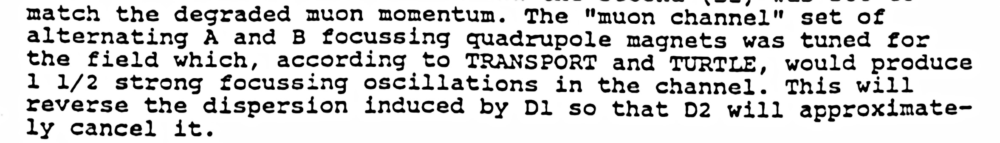 match the degraded muon momentum. The "muon channel" set of
alternating A and B focussing quadrupole magnets was tuned for
the field which, according to TRANSPORT and TURTLE, would produce
1 1/2 strong focussing oscillations in the channel. This will
reverse the dispersion induced by D1 so that D2 will approximate-
ly cancel it.